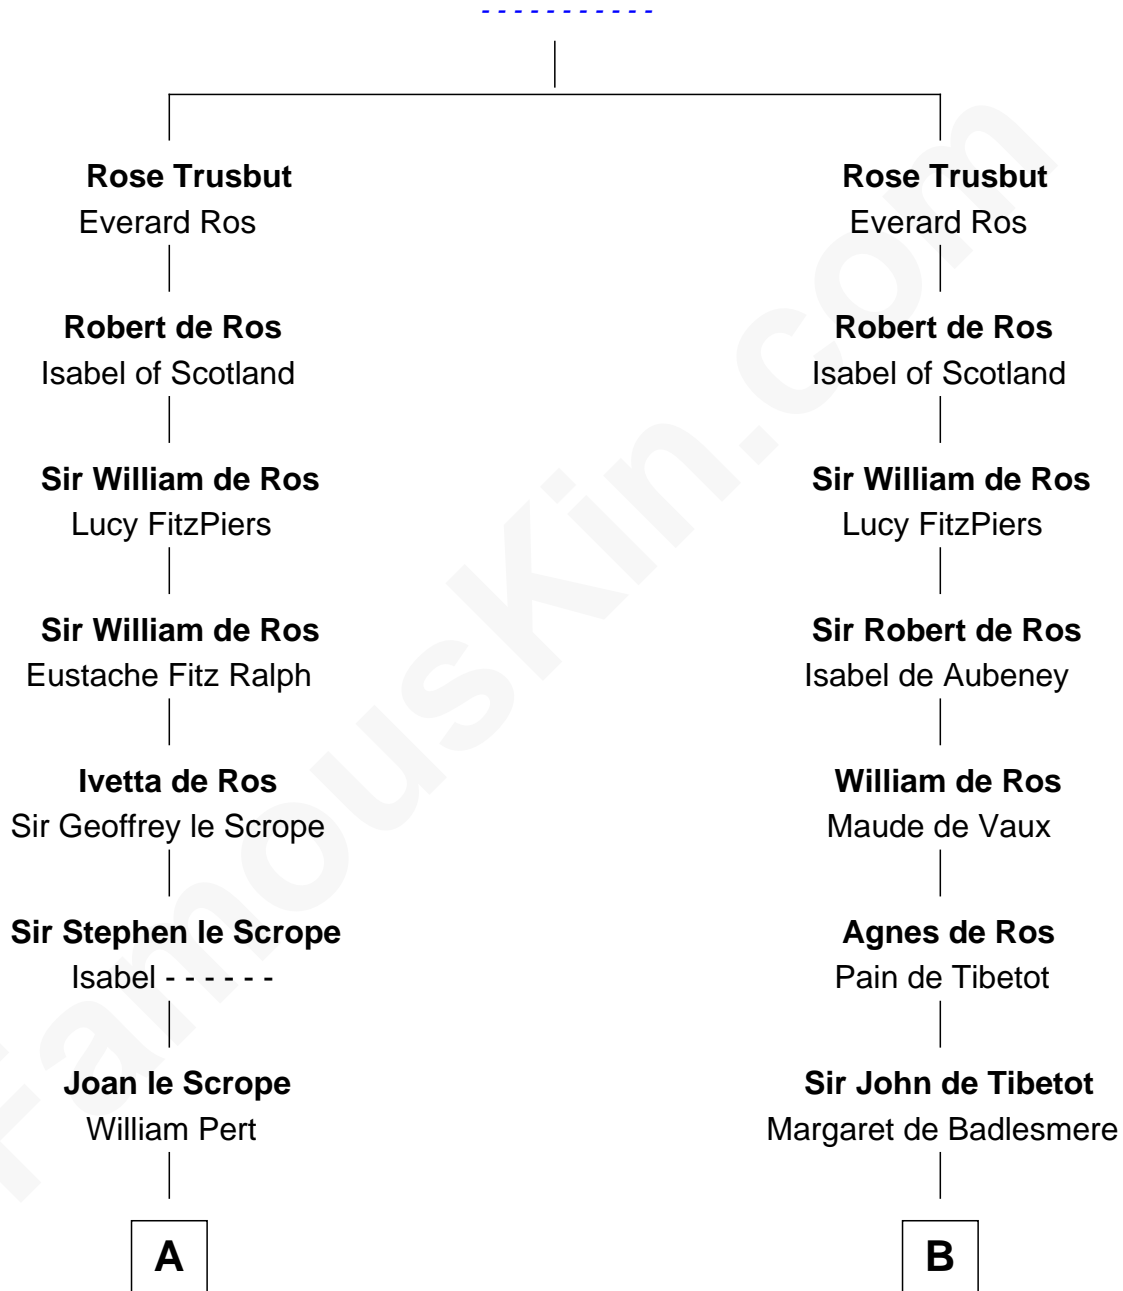 - - - - - - - - - - -
Rose Trusbut
Everard Ros
Rose Trusbut
Everard Ros
Robert de Ros
Isabel of Scotland
Robert de Ros
Isabel of Scotland
Sir William de Ros
Lucy FitzPiers
Sir William de Ros
Lucy FitzPiers
Sir William de Ros
Eustache Fitz Ralph
Sir Robert de Ros
Isabel de Aubeney
Ivetta de Ros
Sir Geoffrey le Scrope
William de Ros
Maude de Vaux
Sir Stephen le Scrope
Isabel - - - - - -
Agnes de Ros
Pain de Tibetot
Joan le Scrope
William Pert
Sir John de Tibetot
Margaret de Badlesmere
A
B
FamousKin.com